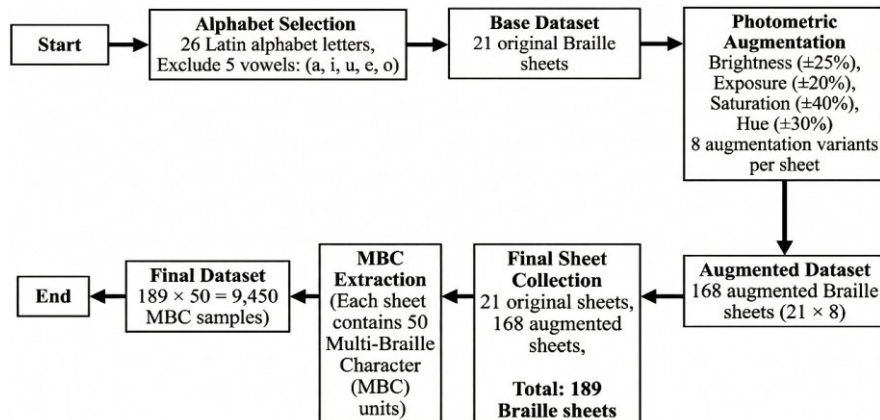 Start
Alphabet Selection
26 Latin alphabet letters,
Exclude 5 vowels: (a, i, u, e, o)
Base Dataset
21 original Braille
sheets
Photometric
Augmentation
Brightness (±25%),
Exposure (±20%),
Saturation (±40%),
Hue (±30%)
8 augmentation variants
per sheet
Augmented Dataset
168 augmented Braille
sheets (21 × 8)
Final Sheet
Collection
21 original sheets,
168 augmented
sheets,
Total: 189
Braille sheets
MBC
Extraction
(Each sheet
contains 50
Multi-Braille
Character
(MBC)
units)
Final Dataset
189 × 50 = 9,450
MBC samples)
End